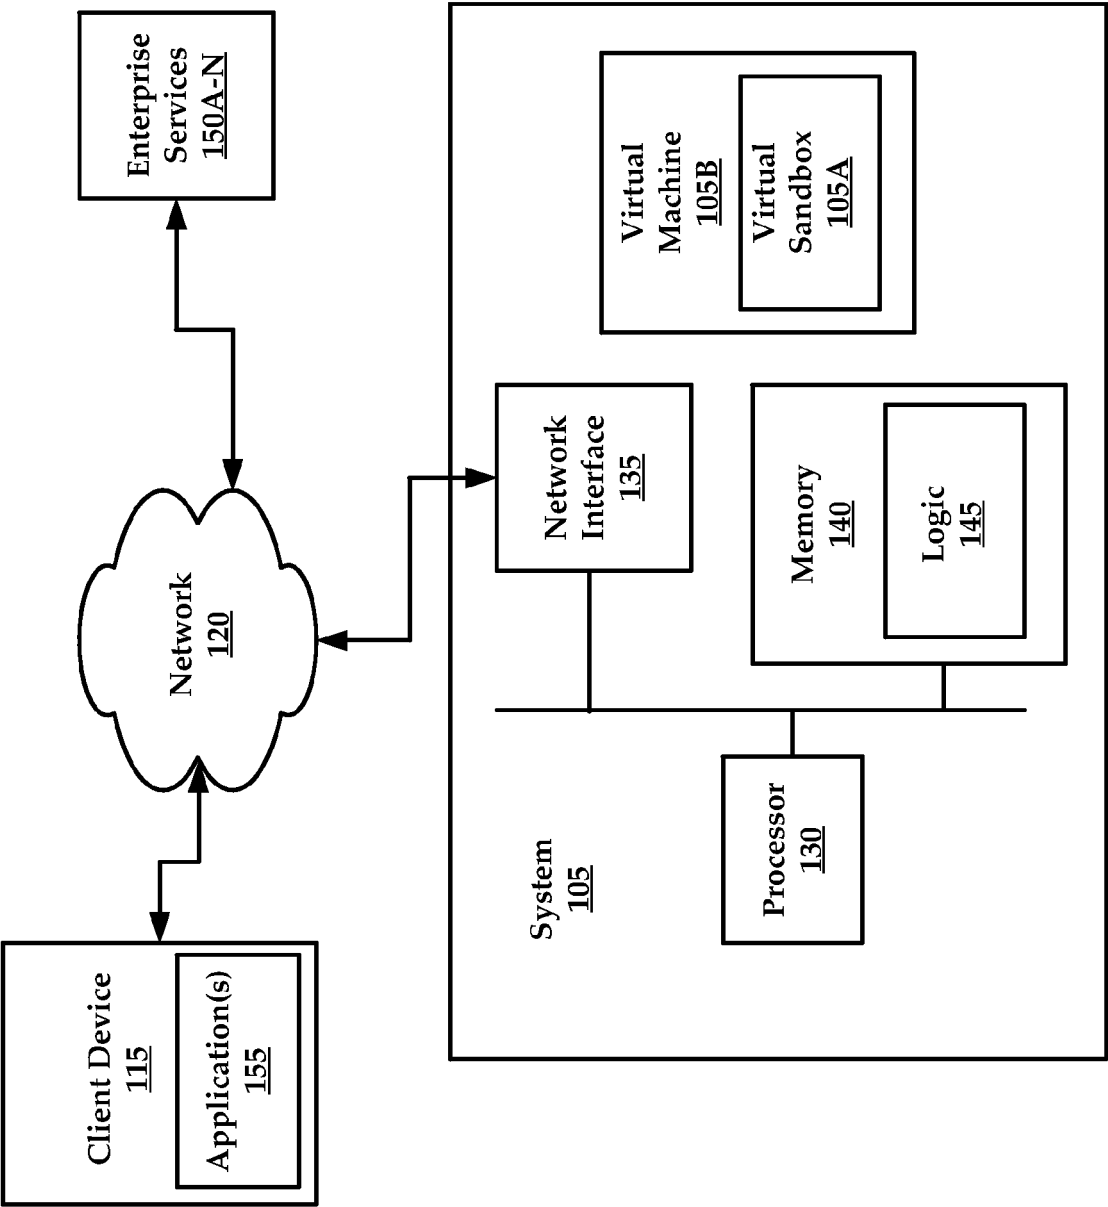 Client Device
115
Application(s)
155
Network
120
Enterprise
Services
150A-N
System
105
Processor
130
Network
Interface
135
Memory
140
Logic
145
Virtual
Machine
105B
Virtual
Sandbox
105A